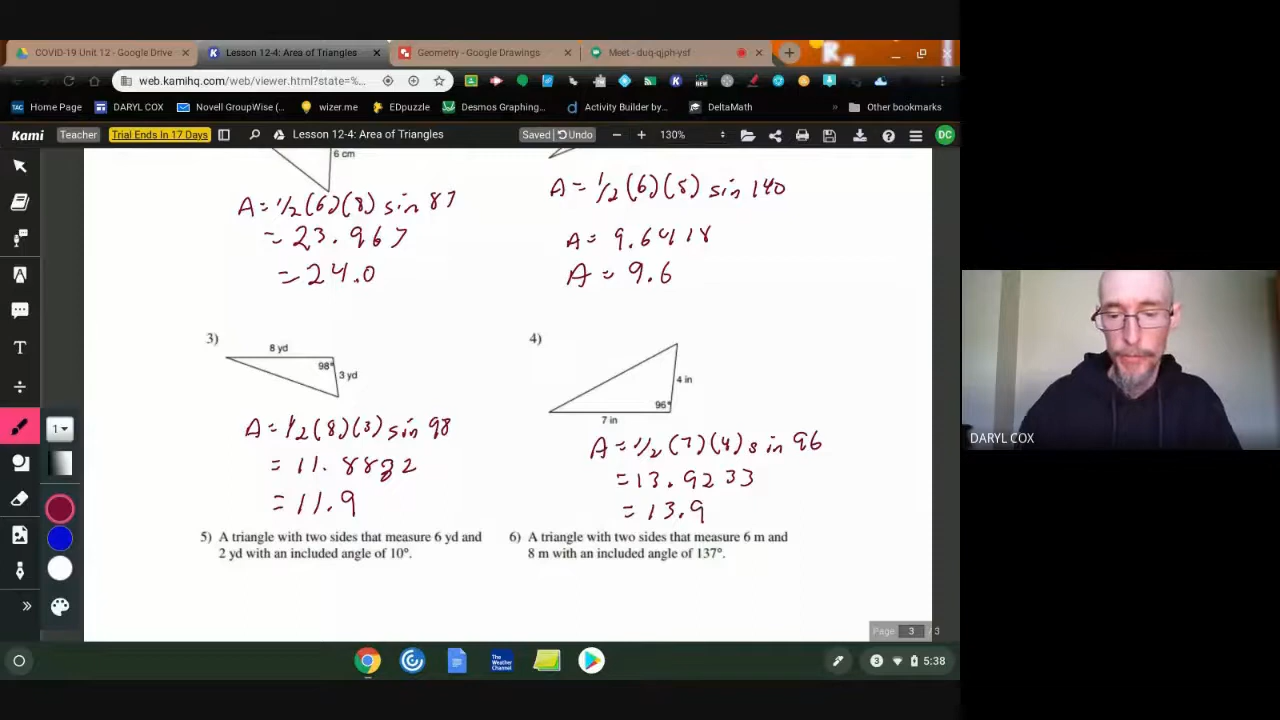 COVID-19 Unit 12 - Google Drive
Lesson 12-4: Area of Triangles
Geometry - Google Drawings
Meet - duq-qjph-ysf
web.kamihq.com/web/viewer.html?state=%...
Home Page
DARYL COX
Novell GroupWise (...
wizer.me
EDpuzzle
Desmos Graphing...
Activity Builder by...
DeltaMath
Other bookmarks
Kami
Teacher
Trial Ends In 17 Days
Lesson 12-4: Area of Triangles
Saved
Undo
130%
DC
6 cm
A = 1/2 (6)(8) sin 87
= 23.967
= 24.0
A = 1/2 (6)(5) sin 140
A = 9.6418
A = 9.6
3)
8 yd
98°
3 yd
A = 1/2 (8)(3) sin 98
= 11.8822
= 11.9
4)
4 in
96°
7 in
A = 1/2 (7)(4) sin 96
= 13.9233
= 13.9
5) A triangle with two sides that measure 6 yd and
2 yd with an included angle of 10°.
6) A triangle with two sides that measure 6 m and
8 m with an included angle of 137°.
Page 3 / 3
1
DARYL COX
The Weather Channel
3
5:38